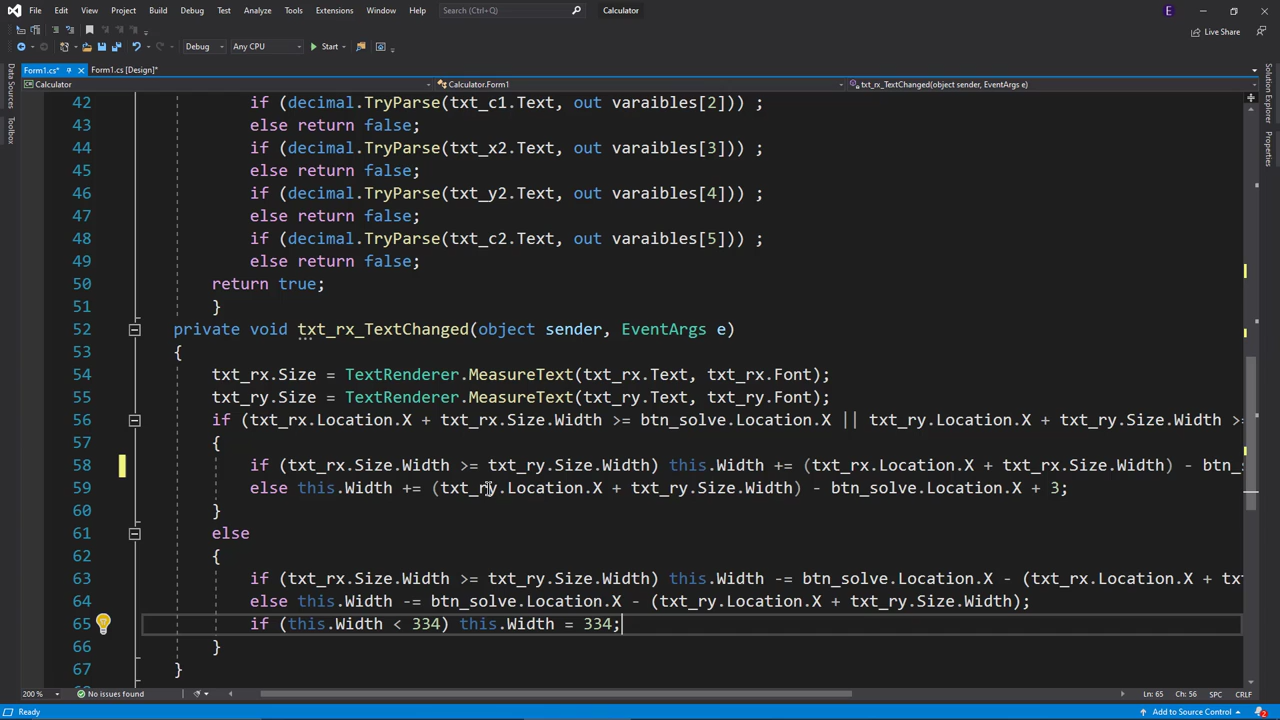 File Edit View Project Build Debug Test Analyze Tools Extensions Window Help Search (Ctrl+Q) Calculator E
Live Share
Debug Any CPU Start
Form1.cs* Form1.cs [Design]*
Calculator Calculator.Form1 txt_rx_TextChanged(object sender, EventArgs e)
Data Sources
Toolbox
Solution Explorer
Properties
42 if (decimal.TryParse(txt_c1.Text, out varaibles[2])) ;
43 else return false;
44 if (decimal.TryParse(txt_x2.Text, out varaibles[3])) ;
45 else return false;
46 if (decimal.TryParse(txt_y2.Text, out varaibles[4])) ;
47 else return false;
48 if (decimal.TryParse(txt_c2.Text, out varaibles[5])) ;
49 else return false;
50 return true;
51 }
52 private void txt_rx_TextChanged(object sender, EventArgs e)
53 {
54 txt_rx.Size = TextRenderer.MeasureText(txt_rx.Text, txt_rx.Font);
55 txt_ry.Size = TextRenderer.MeasureText(txt_ry.Text, txt_ry.Font);
56 if (txt_rx.Location.X + txt_rx.Size.Width >= btn_solve.Location.X || txt_ry.Location.X + txt_ry.Size.Width >
57 {
58 if (txt_rx.Size.Width >= txt_ry.Size.Width) this.Width += (txt_rx.Location.X + txt_rx.Size.Width) - btn_s
59 else this.Width += (txt_ry.Location.X + txt_ry.Size.Width) - btn_solve.Location.X + 3;
60 }
61 else
62 {
63 if (txt_rx.Size.Width >= txt_ry.Size.Width) this.Width -= btn_solve.Location.X - (txt_rx.Location.X + tx
64 else this.Width -= btn_solve.Location.X - (txt_ry.Location.X + txt_ry.Size.Width);
65 if (this.Width < 334) this.Width = 334;
66 }
67 }
200 % No issues found Ln: 65 Ch: 56 SPC CRLF
Ready Add to Source Control 2